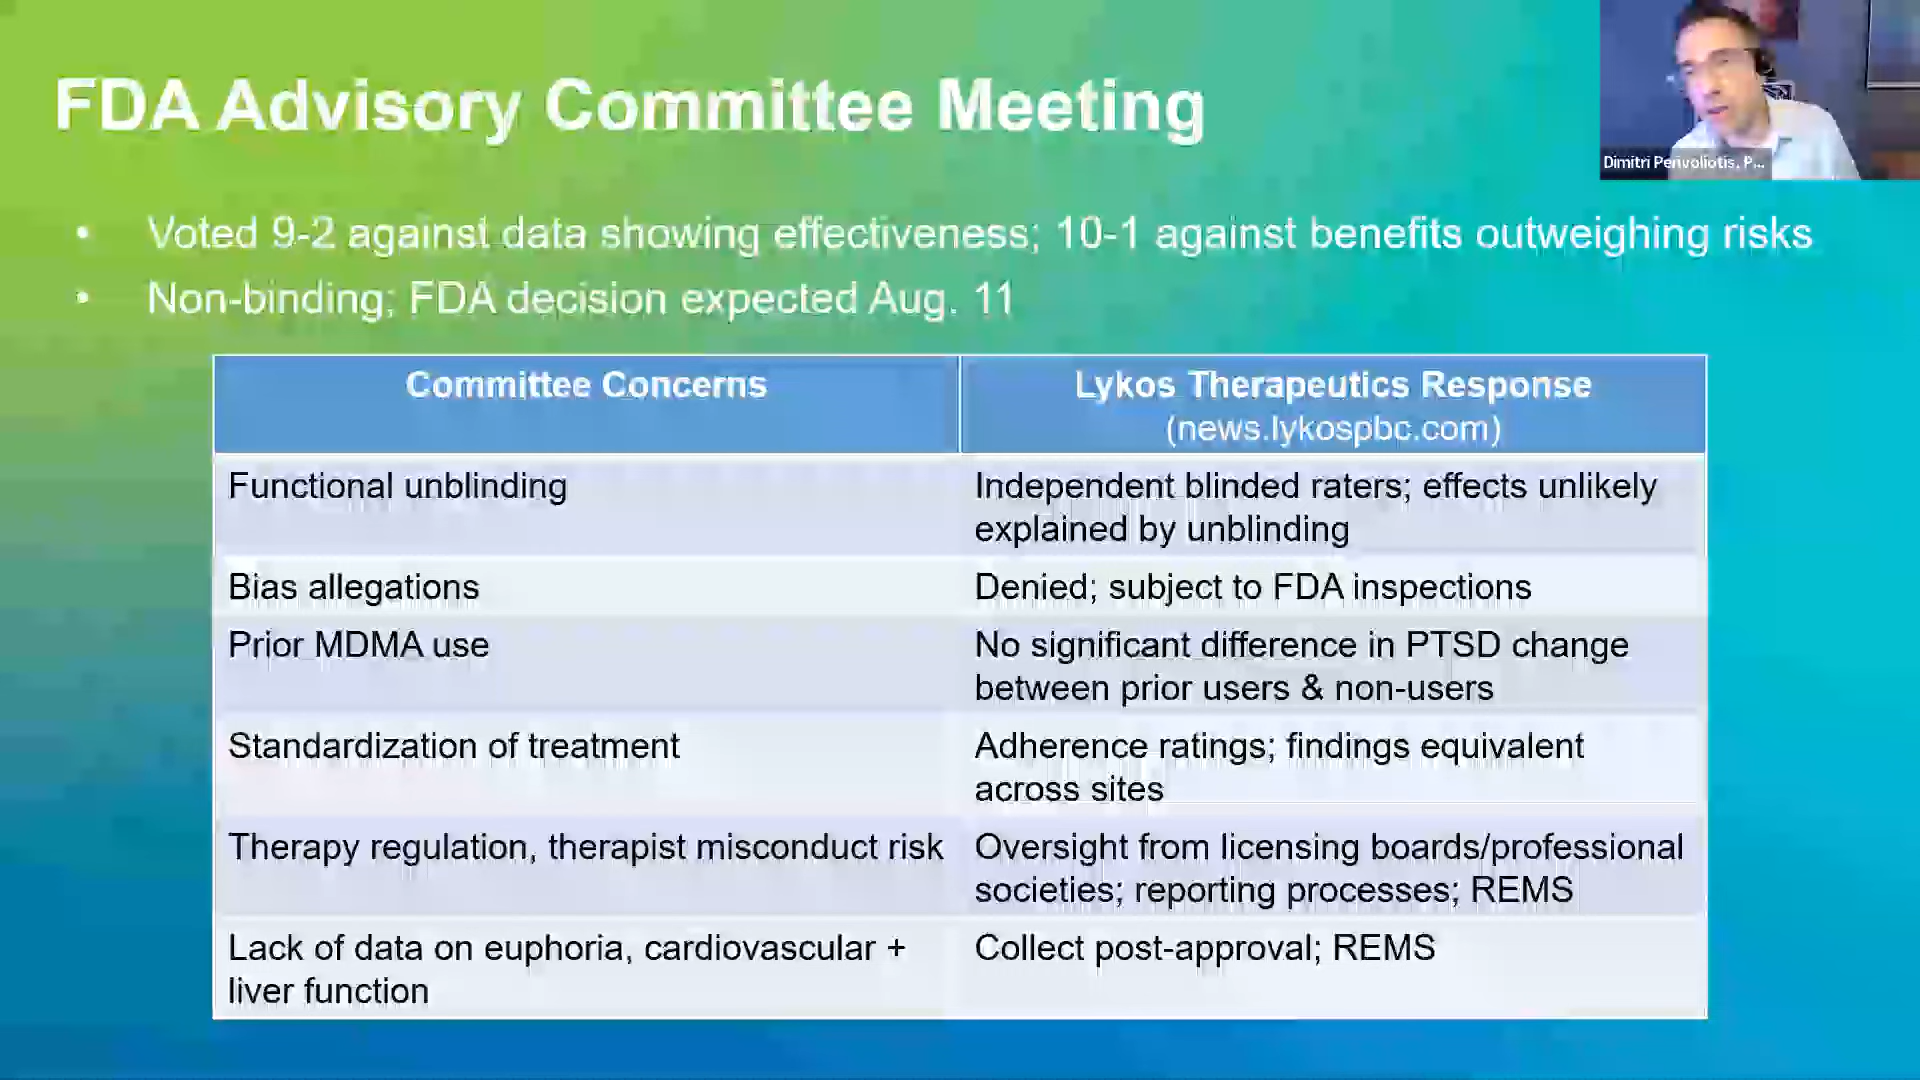 FDA Advisory Committee Meeting
Dimitri Perivoliotis, P...
• Voted 9-2 against data showing effectiveness; 10-1 against benefits outweighing risks
• Non-binding; FDA decision expected Aug. 11
Committee Concerns
Lykos Therapeutics Response
(news.lykospbc.com)
Functional unblinding
Independent blinded raters; effects unlikely
explained by unblinding
Bias allegations
Denied; subject to FDA inspections
Prior MDMA use
No significant difference in PTSD change
between prior users & non-users
Standardization of treatment
Adherence ratings; findings equivalent
across sites
Therapy regulation, therapist misconduct risk
Oversight from licensing boards/professional
societies; reporting processes; REMS
Lack of data on euphoria, cardiovascular +
liver function
Collect post-approval; REMS